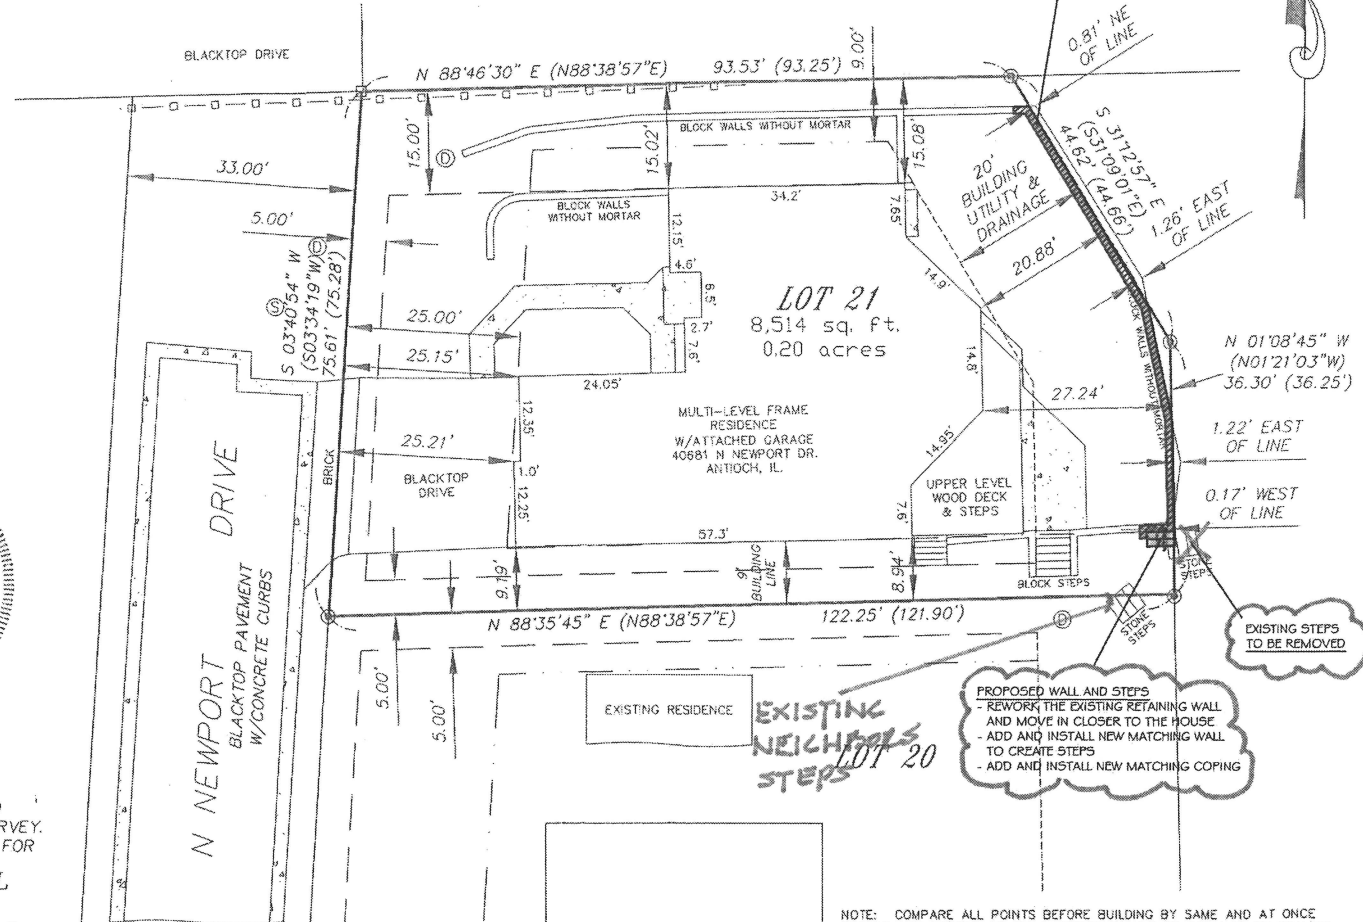 BLACKTOP DRIVE
N 88°46'30" E (N88°38'57"E)
93.53' (93.25')
9.00'
0.81' NE
OF LINE
S 31°12'57" E
(S31°09'01"E)
44.62' (44.66')
33.00'
5.00'
15.00'
D
15.02'
BLOCK WALLS WITHOUT MORTAR
15.08'
20'
BUILDING
UTILITY &
DRAINAGE
1.26' EAST
OF LINE
BLOCK WALLS
WITHOUT MORTAR
34.2'
7.65'
12.15'
20.88'
14.9'
S 03°40'54" W
(S03°34'19"W)
75.61' (75.28')
S
D
25.00'
25.15'
4.6'
6.5'
2.7'
7.6'
24.05'
LOT 21
8,514 sq. ft.
0.20 acres
14.8'
BLOCK WALLS WITHOUT MORTAR
N 01°08'45" W
(N01°21'03"W)
36.30' (36.25')
27.24'
12.35'
MULTI-LEVEL FRAME
RESIDENCE
W/ATTACHED GARAGE
40681 N NEWPORT DR.
ANTIOCH, IL.
14.95'
1.22' EAST
OF LINE
25.21'
BRICK
BLACKTOP
DRIVE
1.0'
12.25'
UPPER LEVEL
WOOD DECK
& STEPS
7.6'
0.17' WEST
OF LINE
57.3'
9.19'
9'
BUILDING
LINE
8.94'
BLOCK STEPS
STONE
STEPS
N 88°35'45" E (N88°38'57"E)
122.25' (121.90')
D
STONE
STEPS
EXISTING STEPS
TO BE REMOVED
N NEWPORT DRIVE
BLACKTOP PAVEMENT
W/CONCRETE CURBS
5.00'
5.00'
EXISTING RESIDENCE
EXISTING
NEIGHBORS
STEPS
LOT 20
PROPOSED WALL AND STEPS
- REWORK THE EXISTING RETAINING WALL
AND MOVE IN CLOSER TO THE HOUSE
- ADD AND INSTALL NEW MATCHING WALL
TO CREATE STEPS
- ADD AND INSTALL NEW MATCHING COPING
RVEY.
FOR
NOTE: COMPARE ALL POINTS BEFORE BUILDING BY SAME AND AT ONCE